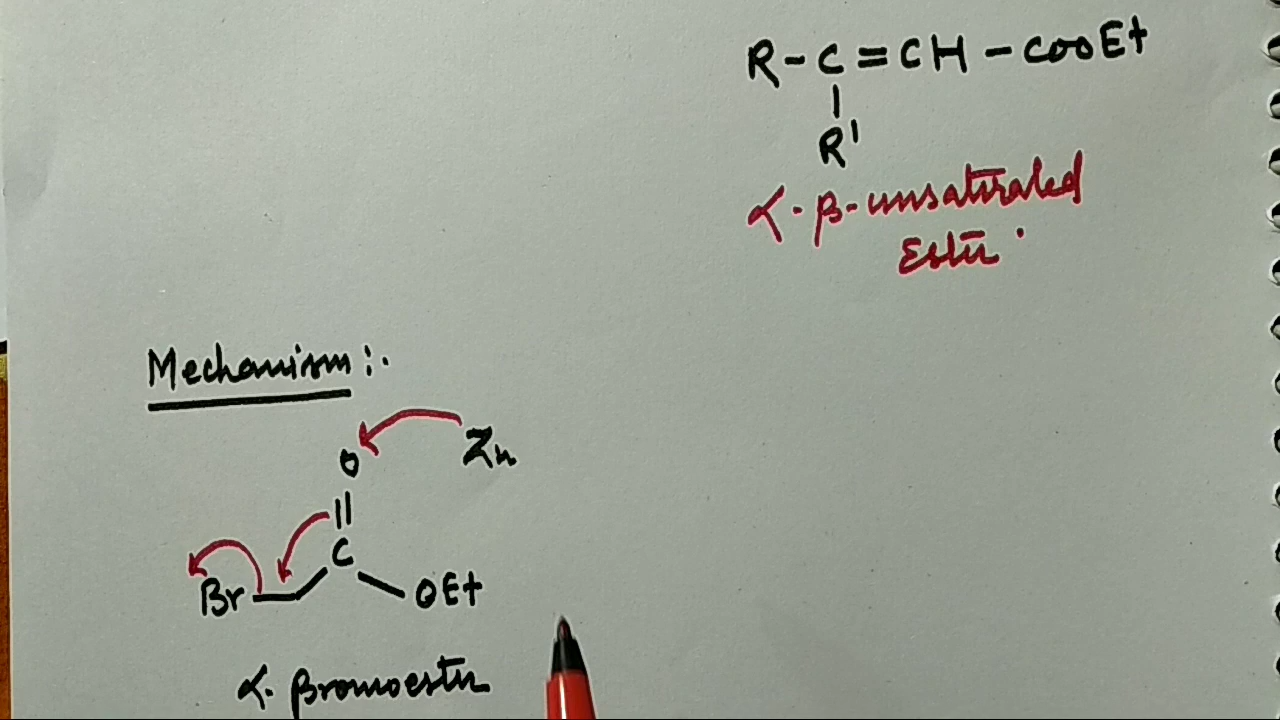 R-C=CH-COOEt
|
R'
α-β-unsaturated
Ester.
Mechanism:-
O
Zn
||
C
Br
OEt
α-Bromoester